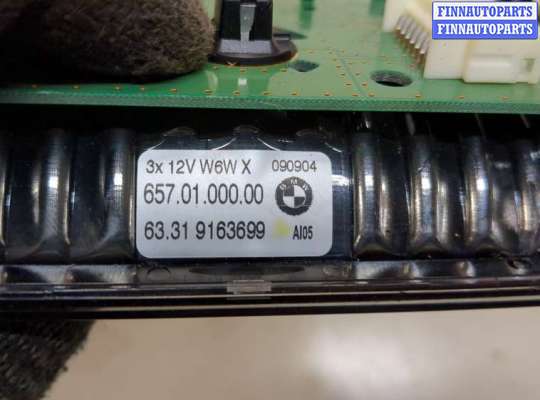 FINNAUTOPARTS
FINNAUTOPARTS
3x 12V W6W X 090904
657.01.000.00
63.31 9163699 AI05